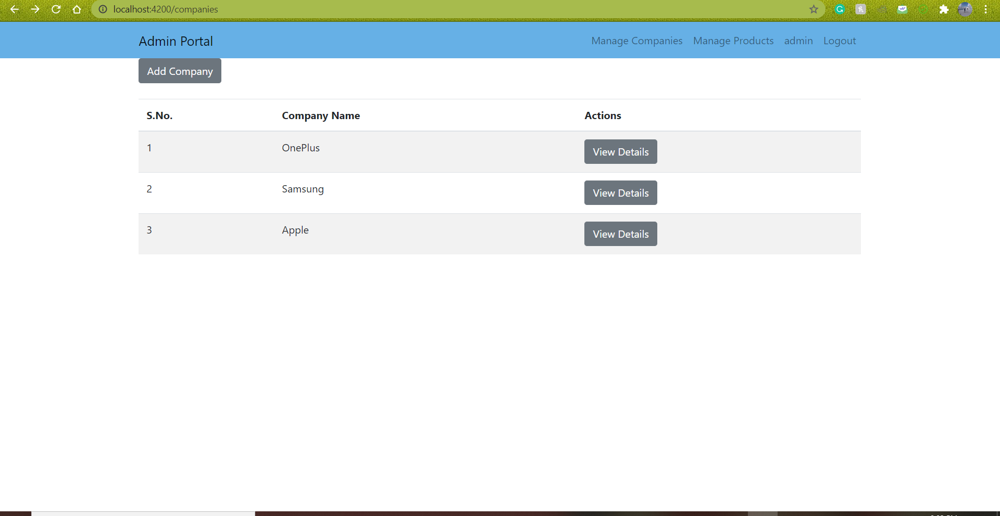 localhost:4200/companies
Admin Portal Manage Companies Manage Products admin Logout
Add Company
S.No. Company Name Actions
1 OnePlus View Details
2 Samsung View Details
3 Apple View Details